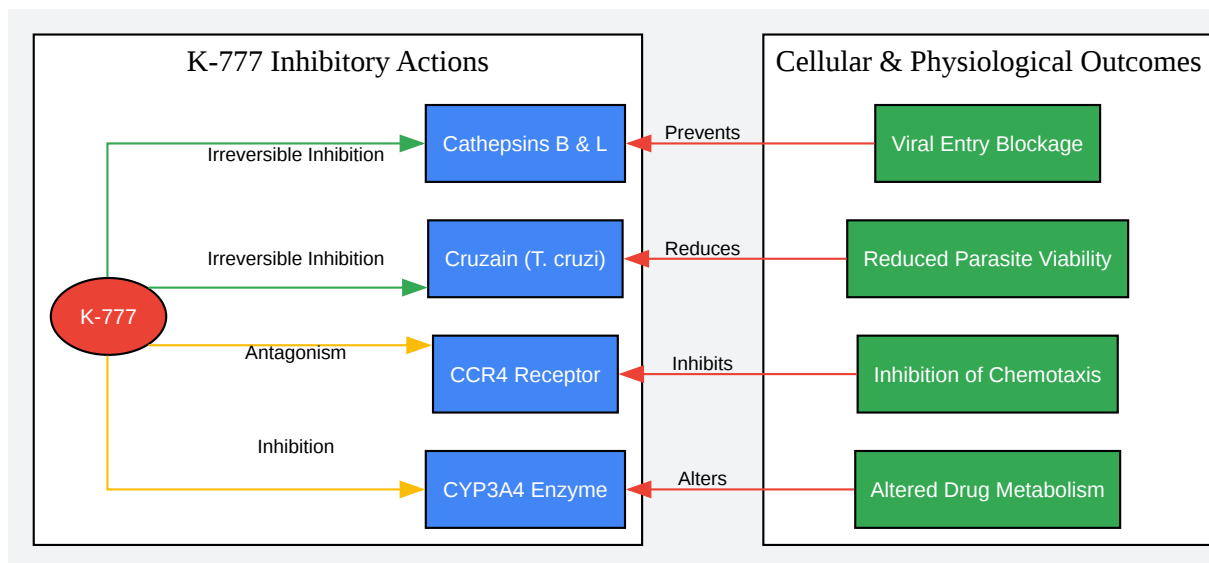 K-777 Inhibitory Actions
Cellular & Physiological Outcomes
Irreversible Inhibition
Cathepsins B & L
Prevents
Viral Entry Blockage
Irreversible Inhibition
Cruzain (T. cruzi)
Reduces
Reduced Parasite Viability
K-777
Antagonism
CCR4 Receptor
Inhibits
Inhibition of Chemotaxis
Inhibition
CYP3A4 Enzyme
Alters
Altered Drug Metabolism